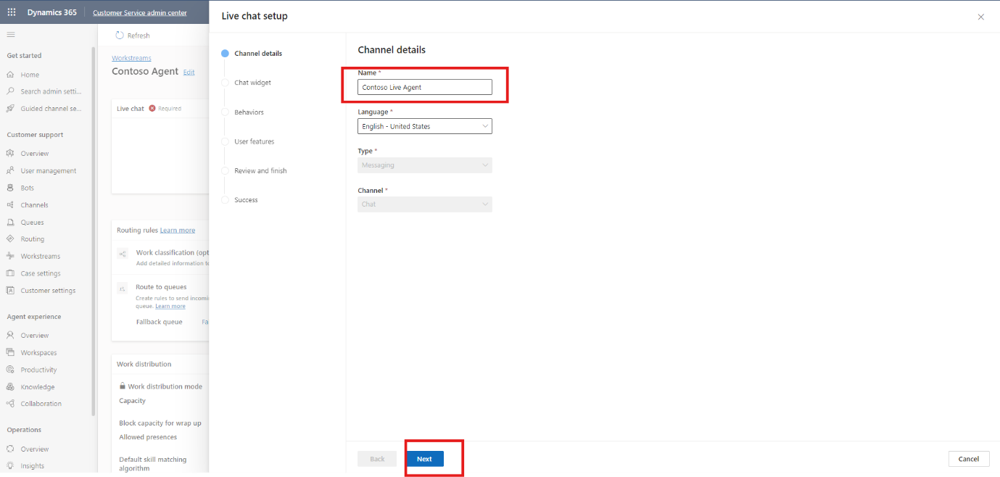 Dynamics 365
Customer Service admin center
Get started
Home
Search admin setti...
Guided channel se...
Customer support
Overview
User management
Bots
Channels
Queues
Routing
Workstreams
Case settings
Customer settings
Agent experience
Overview
Workspaces
Productivity
Knowledge
Collaboration
Operations
Overview
Insights
Refresh
Workstreams
Contoso Agent Edit
Live chat Required
Routing rules Learn more
Work classification (opt
Add detailed information to
Route to queues
Create rules to send incomin
queue. Learn more
Fallback queue Fa
Work distribution
Work distribution mode
Capacity
Block capacity for wrap up
Allowed presences
Default skill matching
algorithm
Live chat setup
Channel details
Chat widget
Behaviors
User features
Review and finish
Success
Channel details
Name *
Contoso Live Agent
Language *
English - United States
Type *
Messaging
Channel *
Chat
Back
Next
Cancel